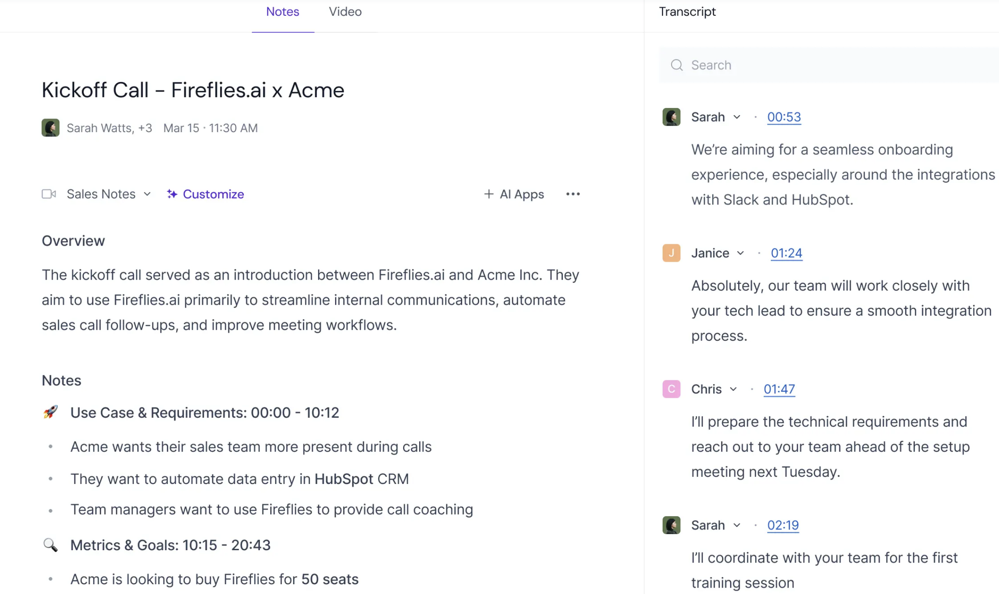 Notes Video
Kickoff Call – Fireflies.ai x Acme
Sarah Watts, +3 Mar 15 · 11:30 AM
Sales Notes Customize + AI Apps •••
Overview
The kickoff call served as an introduction between Fireflies.ai and Acme Inc. They
aim to use Fireflies.ai primarily to streamline internal communications, automate
sales call follow-ups, and improve meeting workflows.
Notes
🚀 Use Case & Requirements: 00:00 - 10:12
• Acme wants their sales team more present during calls
• They want to automate data entry in HubSpot CRM
• Team managers want to use Fireflies to provide call coaching
🔍 Metrics & Goals: 10:15 - 20:43
• Acme is looking to buy Fireflies for 50 seats
Transcript
Search
Sarah · 00:53
We’re aiming for a seamless onboarding
experience, especially around the integrations
with Slack and HubSpot.
J Janice · 01:24
Absolutely, our team will work closely with
your tech lead to ensure a smooth integration
process.
C Chris · 01:47
I’ll prepare the technical requirements and
reach out to your team ahead of the setup
meeting next Tuesday.
Sarah · 02:19
I’ll coordinate with your team for the first
training session